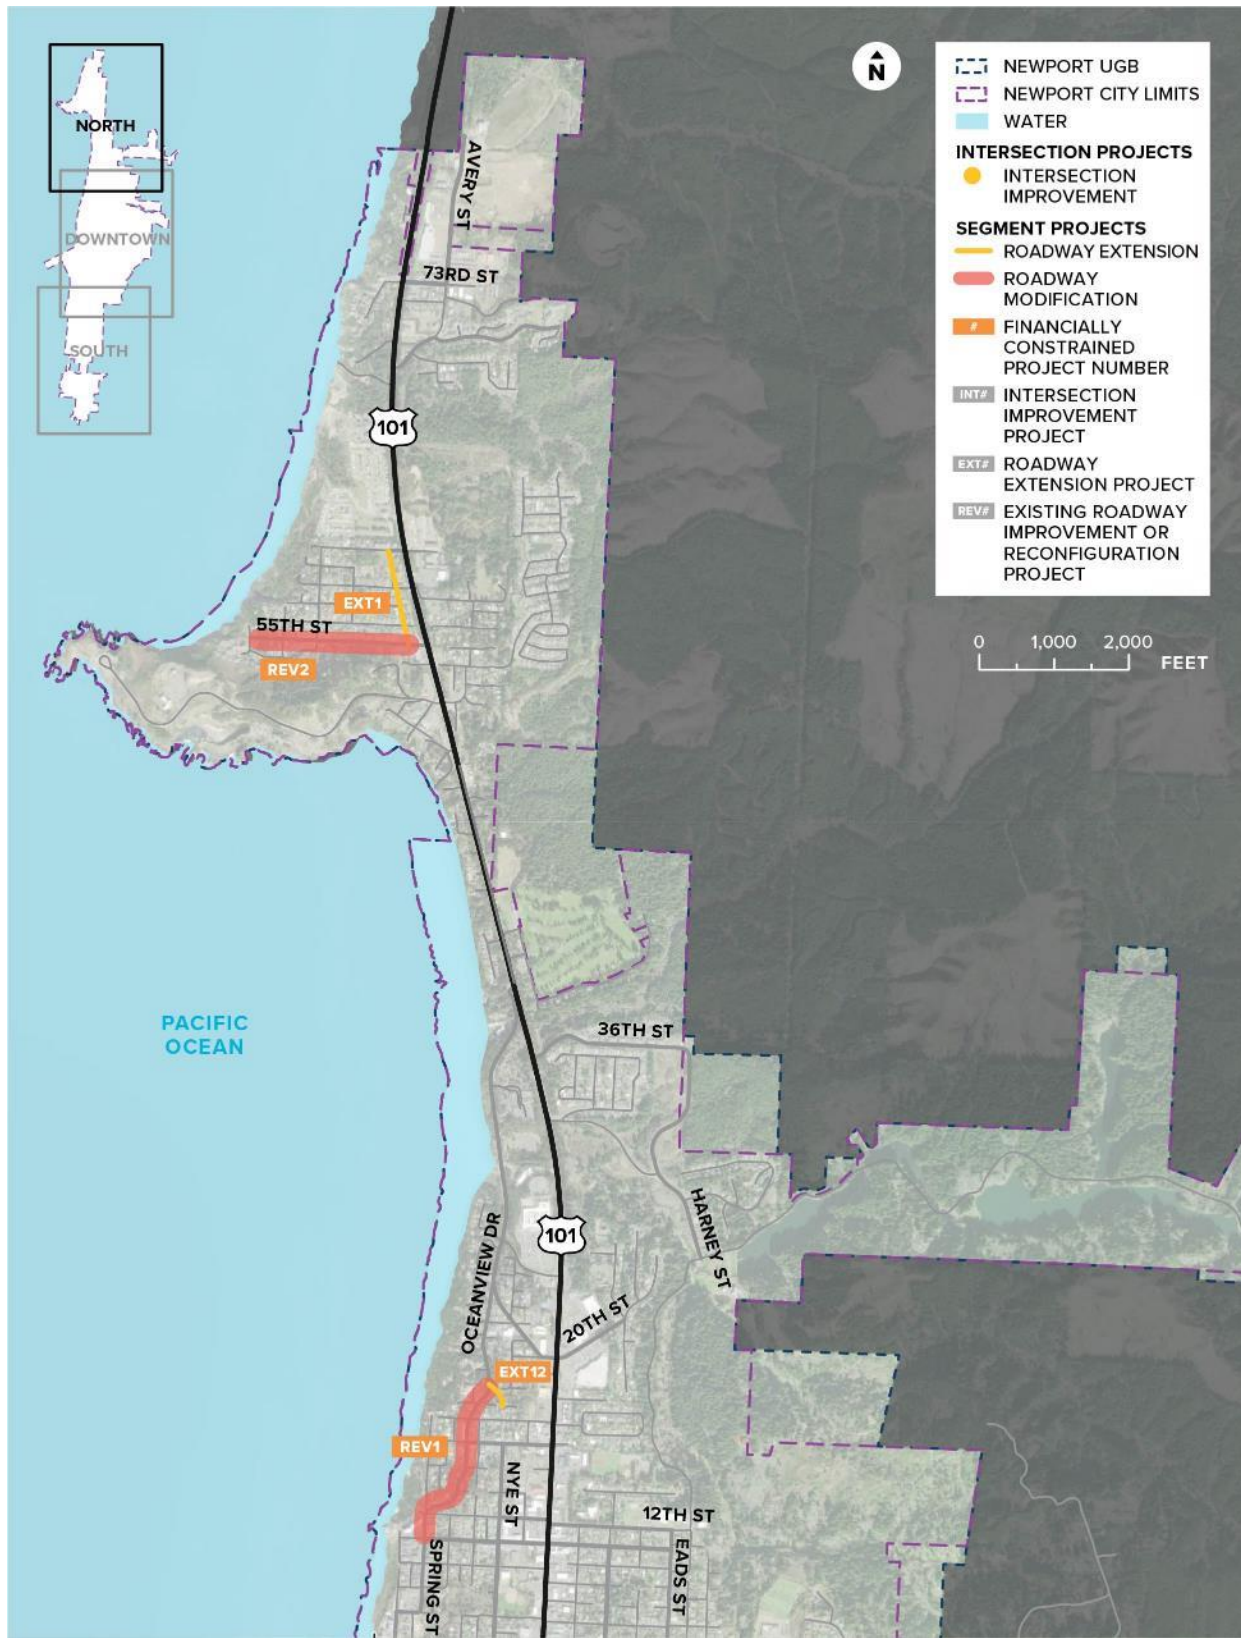 NORTH
DOWNTOWN
SOUTH
N
NEWPORT UGB
NEWPORT CITY LIMITS
WATER
INTERSECTION PROJECTS
INTERSECTION
IMPROVEMENT
SEGMENT PROJECTS
ROADWAY EXTENSION
ROADWAY
MODIFICATION
# FINANCIALLY
CONSTRAINED
PROJECT NUMBER
INT# INTERSECTION
IMPROVEMENT
PROJECT
EXT# ROADWAY
EXTENSION PROJECT
REV# EXISTING ROADWAY
IMPROVEMENT OR
RECONFIGURATION
PROJECT
0 1,000 2,000
FEET
AVERY ST
73RD ST
101
EXT1
55TH ST
REV2
PACIFIC
OCEAN
36TH ST
HARNEY ST
OCEANVIEW DR
101
20TH ST
EXT12
REV1
NYE ST
12TH ST
SPRING ST
EADS ST